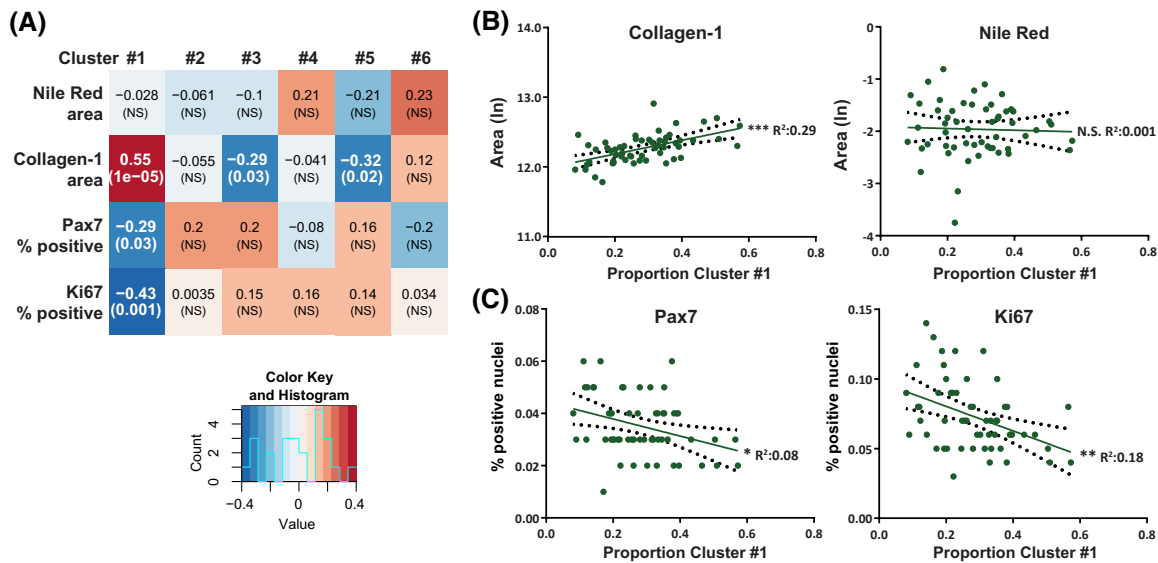 (A)
Cluster #1 #2 #3 #4 #5 #6
Nile Red
area
−0.028 −0.061 −0.1 0.21 −0.21 0.23
(NS) (NS) (NS) (NS) (NS) (NS)
Collagen-1
area
0.55 −0.055 −0.29 −0.041 −0.32 0.12
(1e−05) (NS) (0.03) (NS) (0.02) (NS)
Pax7
% positive
−0.29 0.2 0.2 −0.08 0.16 −0.2
(0.03) (NS) (NS) (NS) (NS) (NS)
Ki67
% positive
−0.43 0.0035 0.15 0.16 0.14 0.034
(0.001) (NS) (NS) (NS) (NS) (NS)
Color Key
and Histogram
Count
4
2
0
−0.4 0 0.4
Value
(B)
Collagen-1
Area (ln)
14.0
13.0
12.0
11.0
*** R²:0.29
0.0 0.2 0.4 0.6 0.8
Proportion Cluster #1
Nile Red
Area (ln)
-1
-2
-3
-4
N.S. R²:0.001
0.0 0.2 0.4 0.6 0.8
Proportion Cluster #1
(C)
Pax7
% positive nuclei
0.08
0.06
0.04
0.02
0.00
* R²:0.08
0.0 0.2 0.4 0.6 0.8
Proportion Cluster #1
Ki67
% positive nuclei
0.15
0.10
0.05
0.00
** R²:0.18
0.0 0.2 0.4 0.6 0.8
Proportion Cluster #1